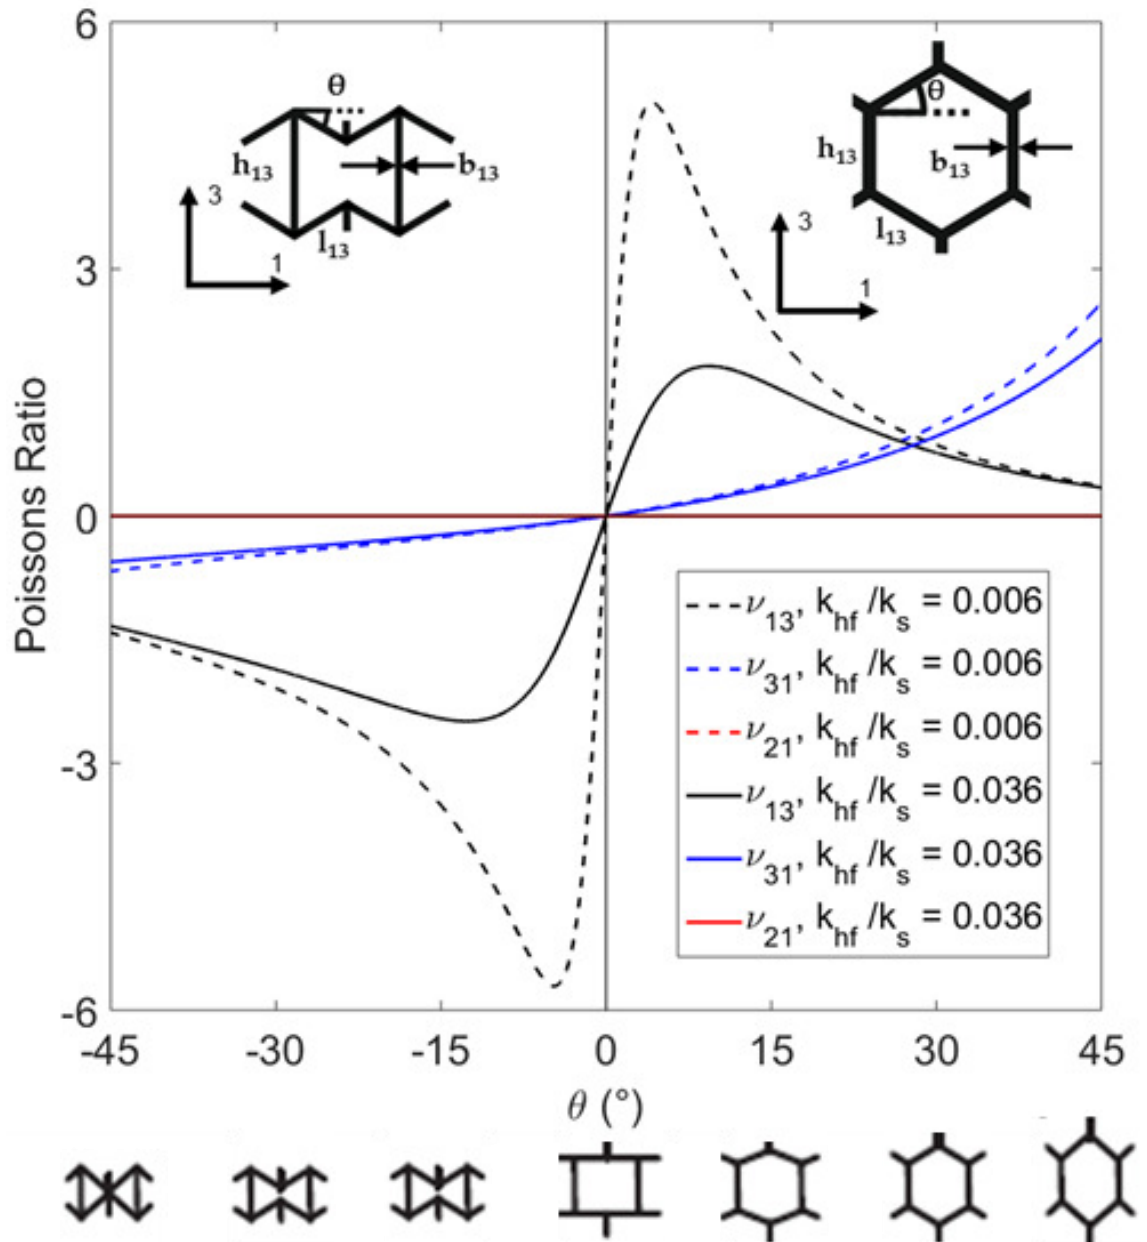 6
3
0
-3
-6
Poissons Ratio
θ
h13
b13
l13
3
1
θ
h13
b13
l13
3
1
ν13, khf /ks = 0.006
ν31, khf /ks = 0.006
ν21, khf /ks = 0.006
ν13, khf /ks = 0.036
ν31, khf /ks = 0.036
ν21, khf /ks = 0.036
-45 -30 -15 0 15 30 45
θ (°)